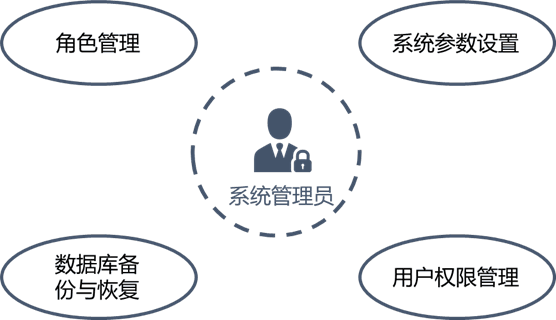 角色管理
系统参数设置
系统管理员
数据库备
份与恢复
用户权限管理